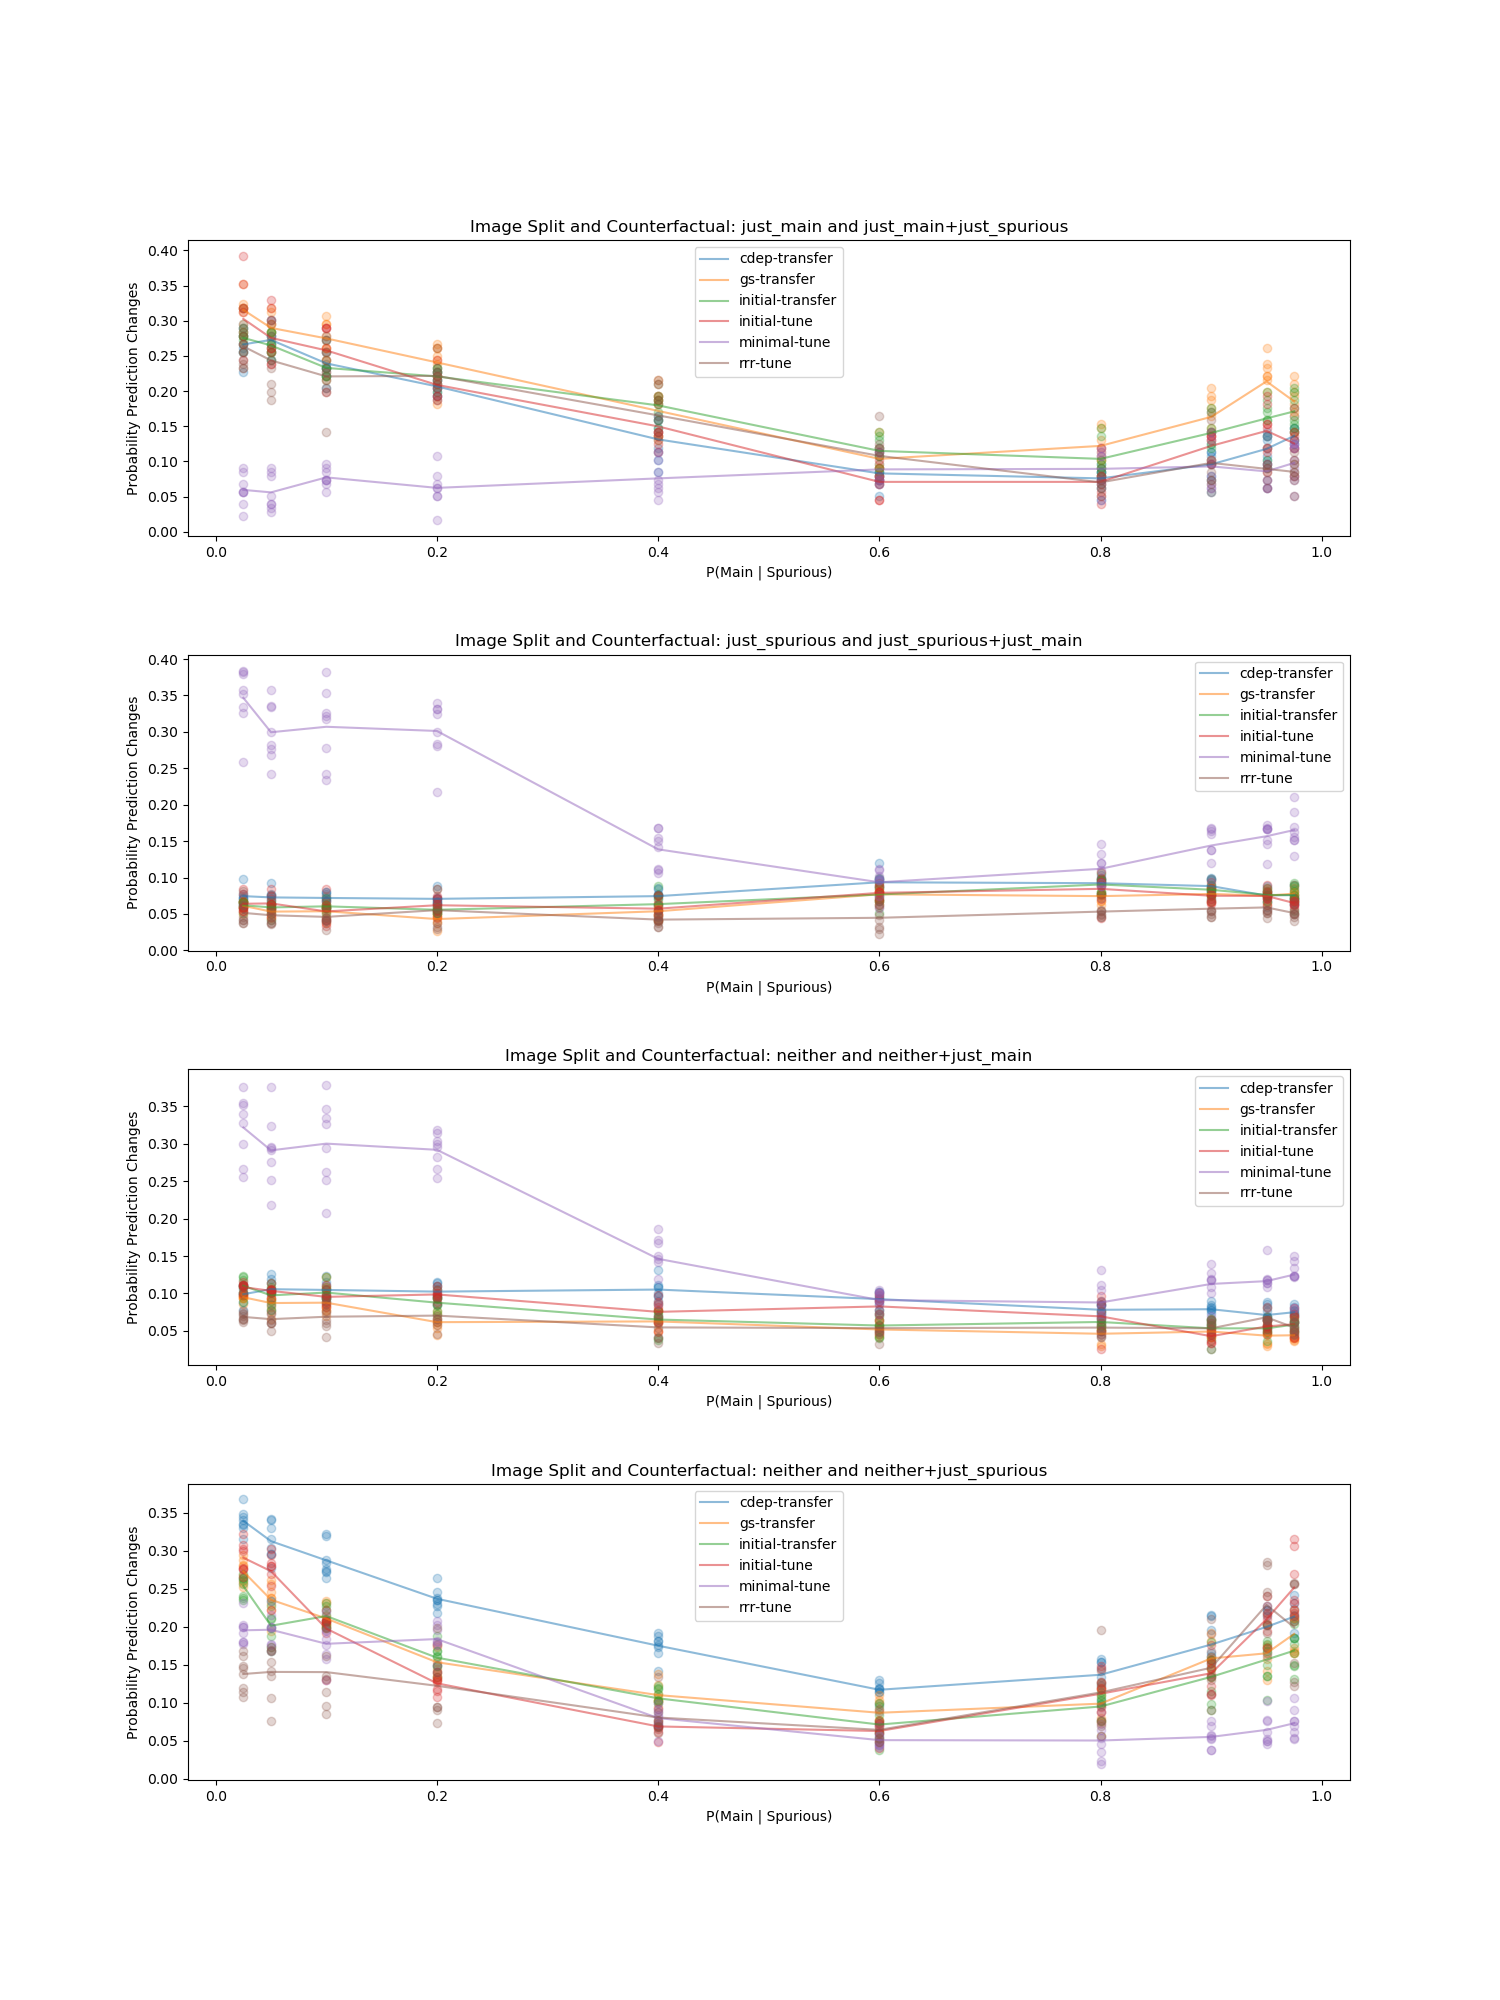 Image Split and Counterfactual: just_main and just_main+just_spurious
Probability Prediction Changes
0.40
0.35
0.30
0.25
0.20
0.15
0.10
0.05
0.00
cdep-transfer
gs-transfer
initial-transfer
initial-tune
minimal-tune
rrr-tune
0.0 0.2 0.4 0.6 0.8 1.0
P(Main | Spurious)
Image Split and Counterfactual: just_spurious and just_spurious+just_main
Probability Prediction Changes
0.40
0.35
0.30
0.25
0.20
0.15
0.10
0.05
0.00
cdep-transfer
gs-transfer
initial-transfer
initial-tune
minimal-tune
rrr-tune
0.0 0.2 0.4 0.6 0.8 1.0
P(Main | Spurious)
Image Split and Counterfactual: neither and neither+just_main
Probability Prediction Changes
0.35
0.30
0.25
0.20
0.15
0.10
0.05
cdep-transfer
gs-transfer
initial-transfer
initial-tune
minimal-tune
rrr-tune
0.0 0.2 0.4 0.6 0.8 1.0
P(Main | Spurious)
Image Split and Counterfactual: neither and neither+just_spurious
Probability Prediction Changes
0.35
0.30
0.25
0.20
0.15
0.10
0.05
0.00
cdep-transfer
gs-transfer
initial-transfer
initial-tune
minimal-tune
rrr-tune
0.0 0.2 0.4 0.6 0.8 1.0
P(Main | Spurious)